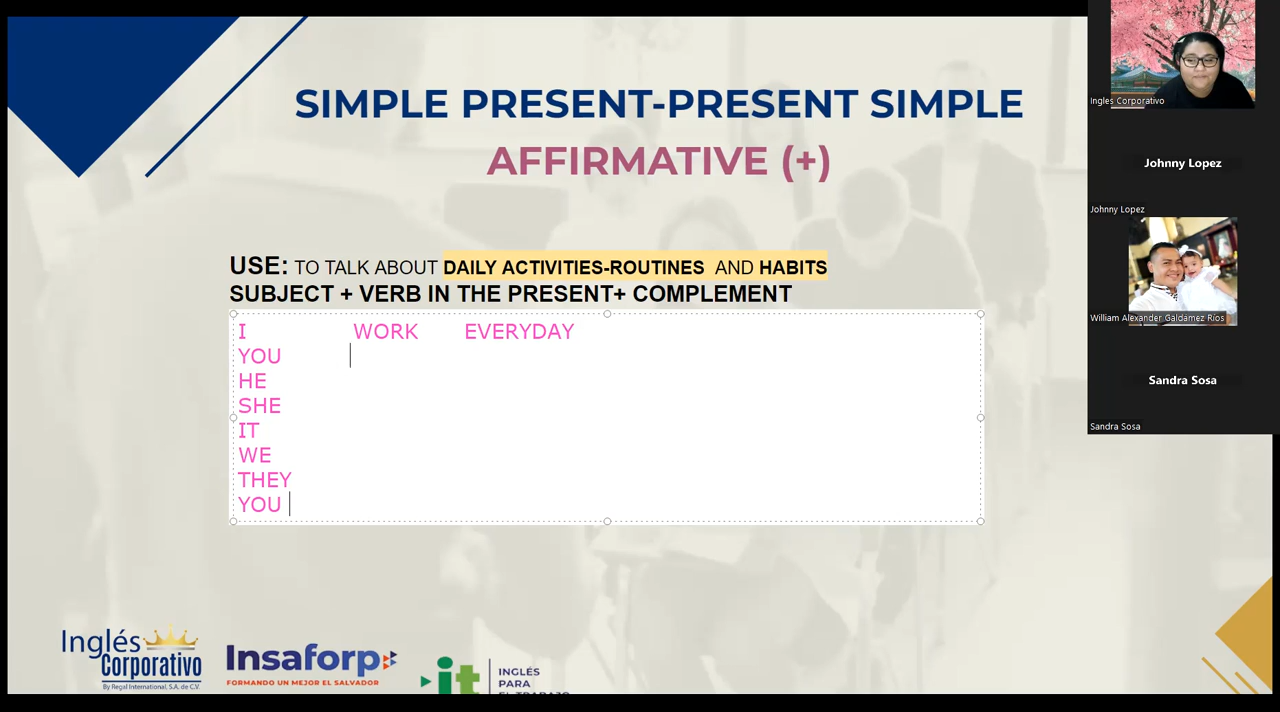 SIMPLE PRESENT-PRESENT SIMPLE
AFFIRMATIVE (+)
USE: TO TALK ABOUT DAILY ACTIVITIES-ROUTINES AND HABITS
SUBJECT + VERB IN THE PRESENT+ COMPLEMENT
I WORK EVERYDAY
YOU
HE
SHE
IT
WE
THEY
YOU
Inglés
Corporativo
By Regal International, S.A. de C.V.
Insaforp
FORMANDO UN MEJOR EL SALVADOR
it
INGLÉS
PARA
EL TRABAJO
Ingles Corporativo
Johnny Lopez
Johnny Lopez
William Alexander Galdamez Rios
Sandra Sosa
Sandra Sosa